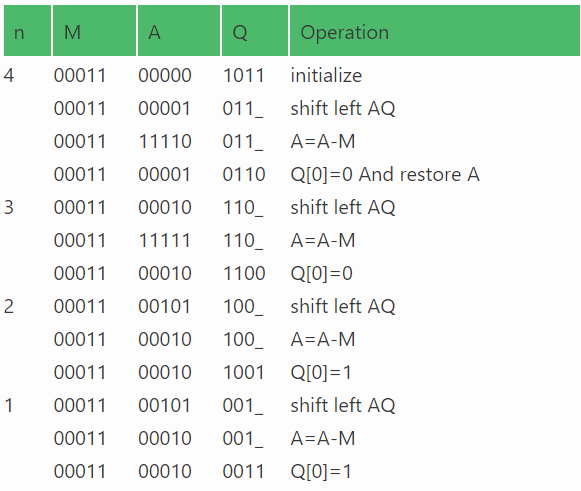 n M A Q Operation
4 00011 00000 1011 initialize
00011 00001 011_ shift left AQ
00011 11110 011_ A=A-M
00011 00001 0110 Q[0]=0 And restore A
3 00011 00010 110_ shift left AQ
00011 11111 110_ A=A-M
00011 00010 1100 Q[0]=0
2 00011 00101 100_ shift left AQ
00011 00010 100_ A=A-M
00011 00010 1001 Q[0]=1
1 00011 00101 001_ shift left AQ
00011 00010 001_ A=A-M
00011 00010 0011 Q[0]=1